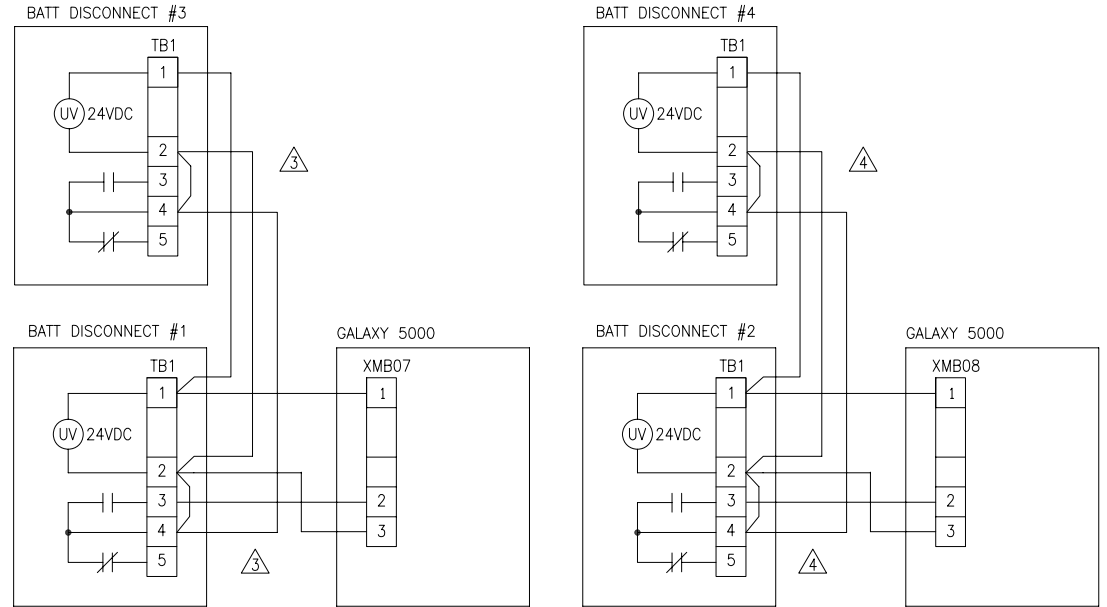 BATT DISCONNECT #3
TB1
1
UV 24VDC
2
3
4
5
3
BATT DISCONNECT #4
TB1
1
UV 24VDC
2
3
4
5
4
BATT DISCONNECT #1
TB1
1
UV 24VDC
2
3
4
5
3
GALAXY 5000
XMB07
1
2
3
BATT DISCONNECT #2
TB1
1
UV 24VDC
2
3
4
5
4
GALAXY 5000
XMB08
1
2
3